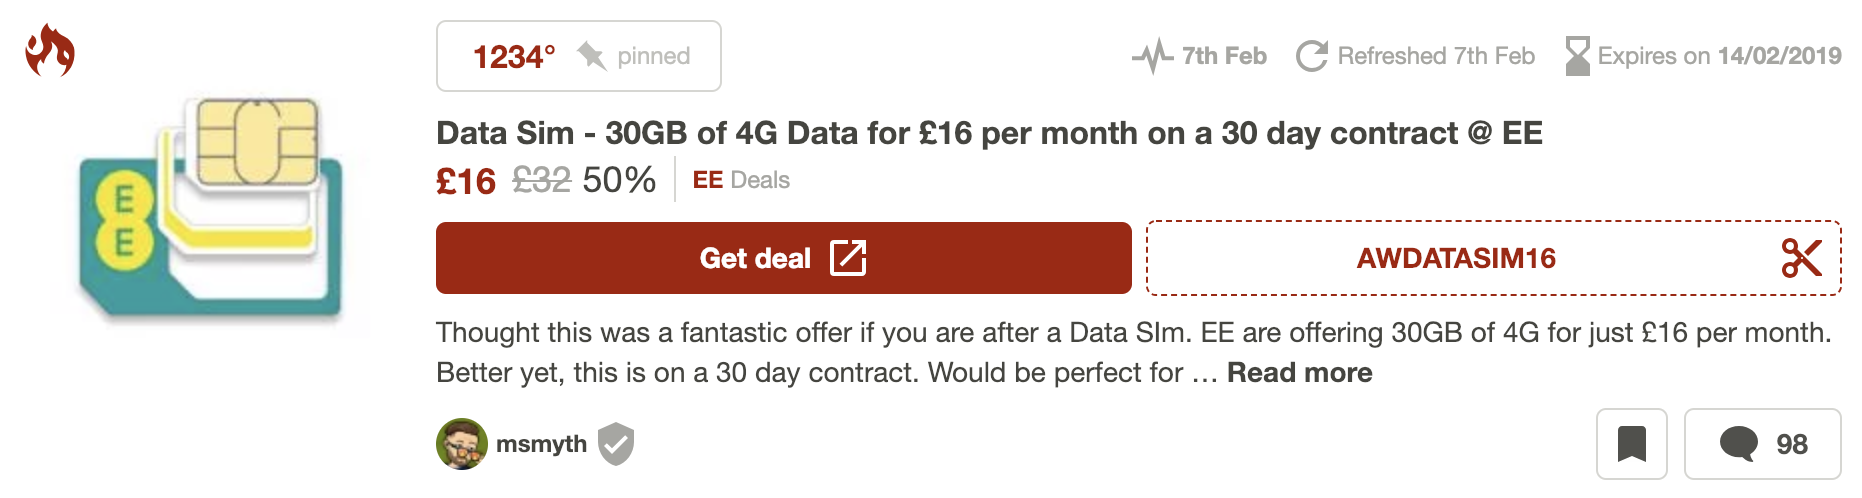 1234° pinned
7th Feb Refreshed 7th Feb Expires on 14/02/2019
E
E
Data Sim - 30GB of 4G Data for £16 per month on a 30 day contract @ EE
£16 £32 50% EE Deals
Get deal
AWDATASIM16
Thought this was a fantastic offer if you are after a Data SIm. EE are offering 30GB of 4G for just £16 per month.
Better yet, this is on a 30 day contract. Would be perfect for … Read more
msmyth
98